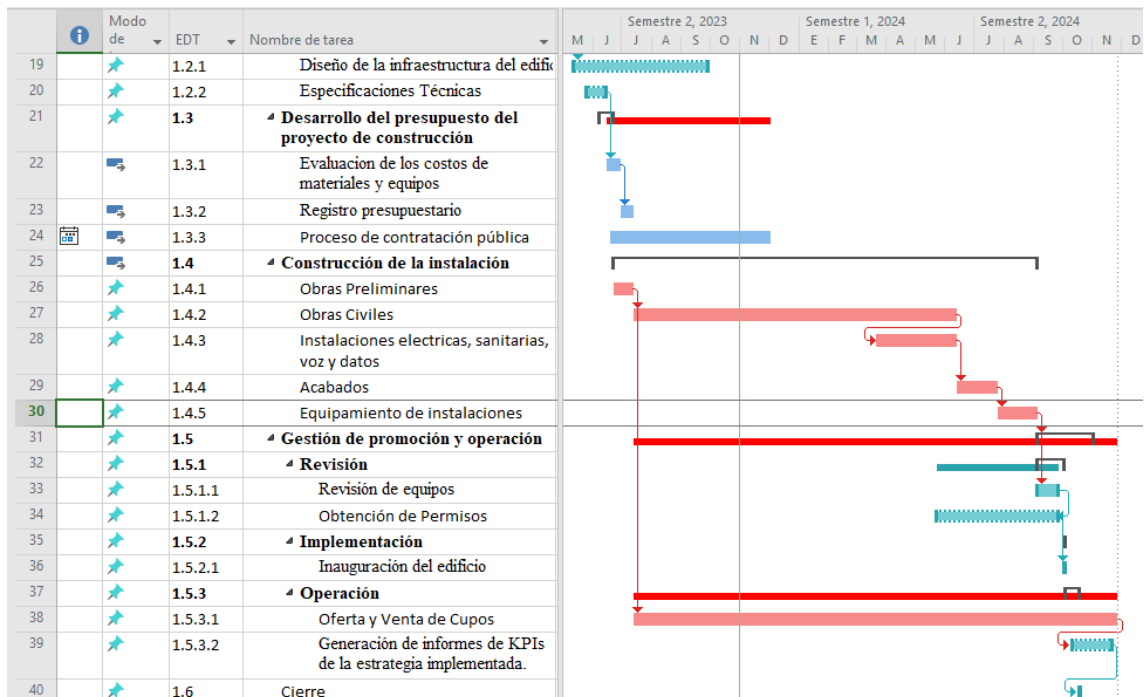 Modo
de
EDT
Nombre de tarea
Semestre 2, 2023
Semestre 1, 2024
Semestre 2, 2024
M J J A S O N D E F M A M J J A S O N D
19 1.2.1 Diseño de la infraestructura del edific
20 1.2.2 Especificaciones Técnicas
21 1.3 Desarrollo del presupuesto del
proyecto de construcción
22 1.3.1 Evaluacion de los costos de
materiales y equipos
23 1.3.2 Registro presupuestario
24 1.3.3 Proceso de contratación pública
25 1.4 Construcción de la instalación
26 1.4.1 Obras Preliminares
27 1.4.2 Obras Civiles
28 1.4.3 Instalaciones electricas, sanitarias,
voz y datos
29 1.4.4 Acabados
30 1.4.5 Equipamiento de instalaciones
31 1.5 Gestión de promoción y operación
32 1.5.1 Revisión
33 1.5.1.1 Revisión de equipos
34 1.5.1.2 Obtención de Permisos
35 1.5.2 Implementación
36 1.5.2.1 Inauguración del edificio
37 1.5.3 Operación
38 1.5.3.1 Oferta y Venta de Cupos
39 1.5.3.2 Generación de informes de KPIs
de la estrategia implementada.
40 1.6 Cierre